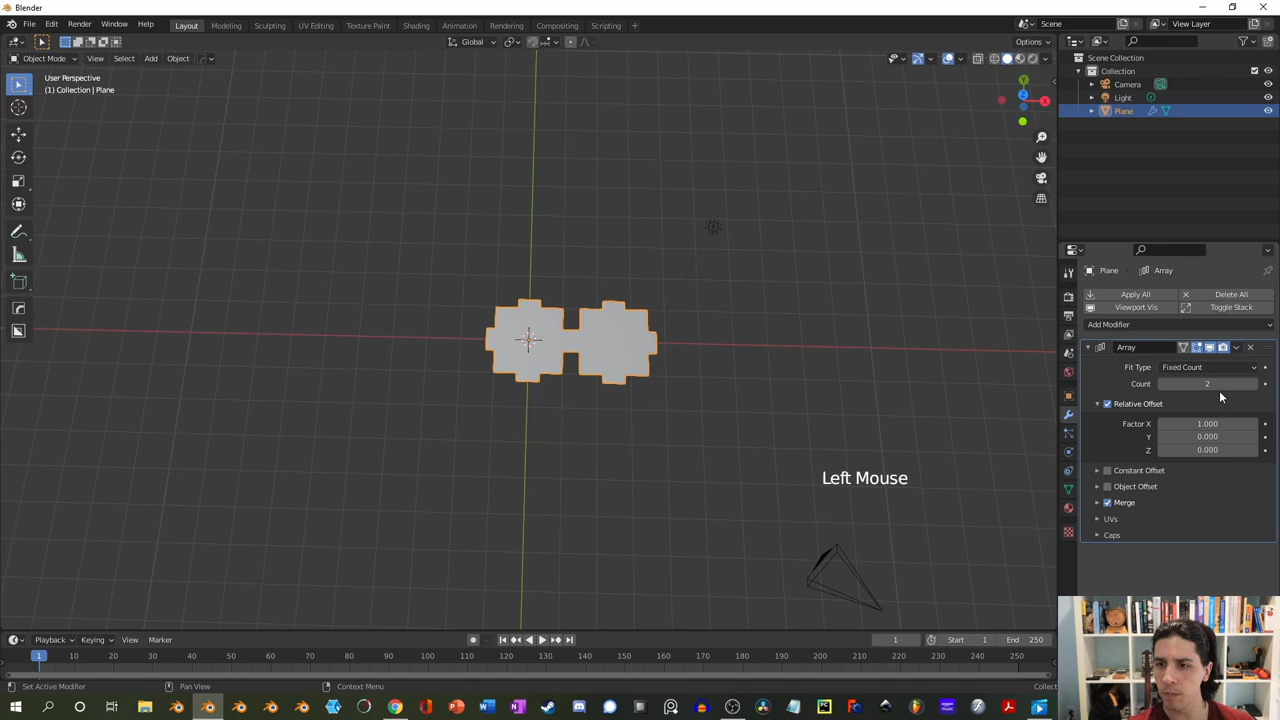 Blender
File Edit Render Window Help
Layout Modeling Sculpting UV Editing Texture Paint Shading Animation Rendering Compositing Scripting +
Scene
View Layer
Global
Options
Object Mode View Select Add Object
User Perspective
(1) Collection | Plane
Y
Z
X
Scene Collection
Collection
Camera
Light
Plane
Plane Array
Apply All Delete All
Viewport Vis Toggle Stack
Add Modifier
Array
Fit Type Fixed Count
Count 2
Relative Offset
Factor X 1.000
Y 0.000
Z 0.000
Constant Offset
Object Offset
Merge
UVs
Caps
Left Mouse
Playback Keying View Marker
1 Start 1 End 250
1 10 20 30 40 50 60 70 80 90 100 110 120 130 140 150 160 170 180 190 200 210 220 230 240 250
Set Active Modifier Pan View Context Menu Collect